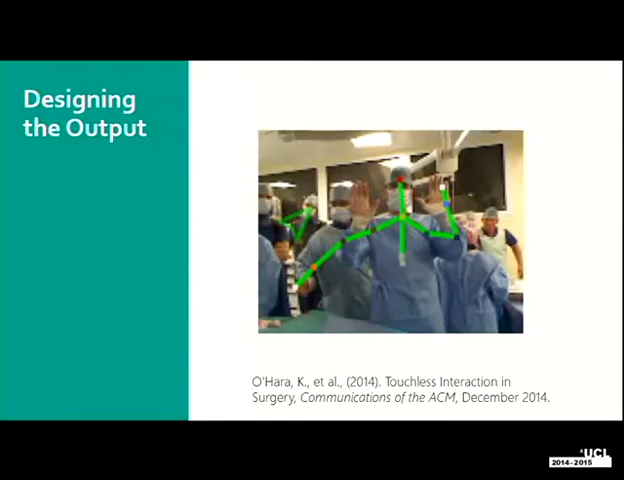 Designing
the Output
O'Hara, K., et al., (2014). Touchless Interaction in
Surgery, Communications of the ACM, December 2014.
UCL
2014–2015